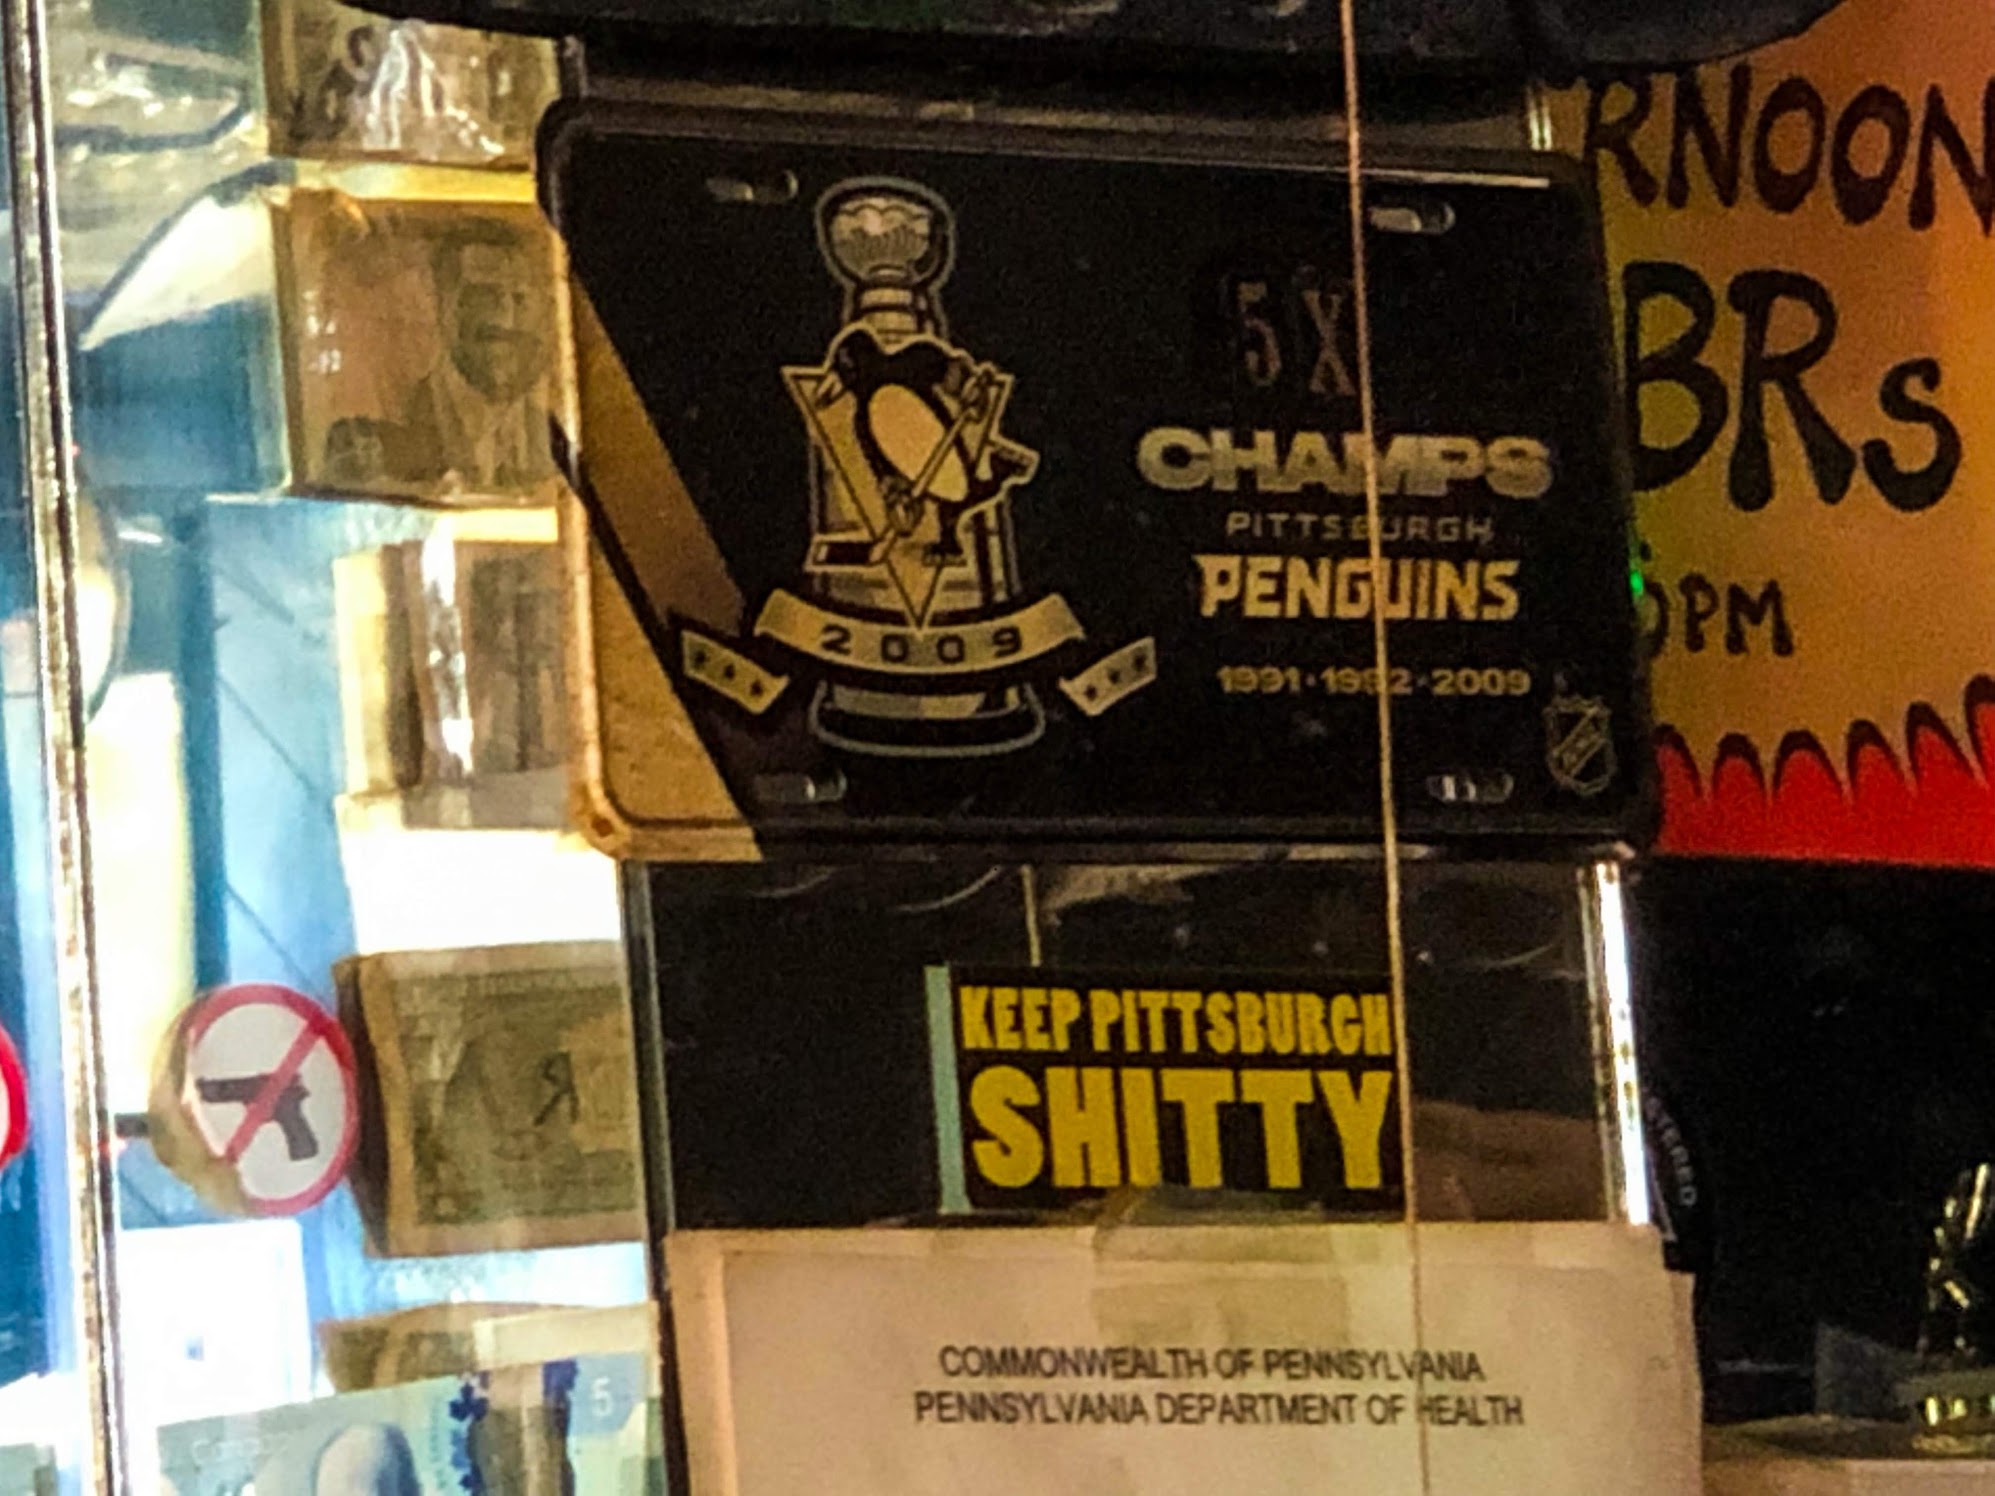 5X
CHAMPS
PITTSBURGH
PENGUINS
1991·1992·2009
2009
RNOON
BRs
PM
KEEP PITTSBURGH
SHITTY
COMMONWEALTH OF PENNSYLVANIA
PENNSYLVANIA DEPARTMENT OF HEALTH
5